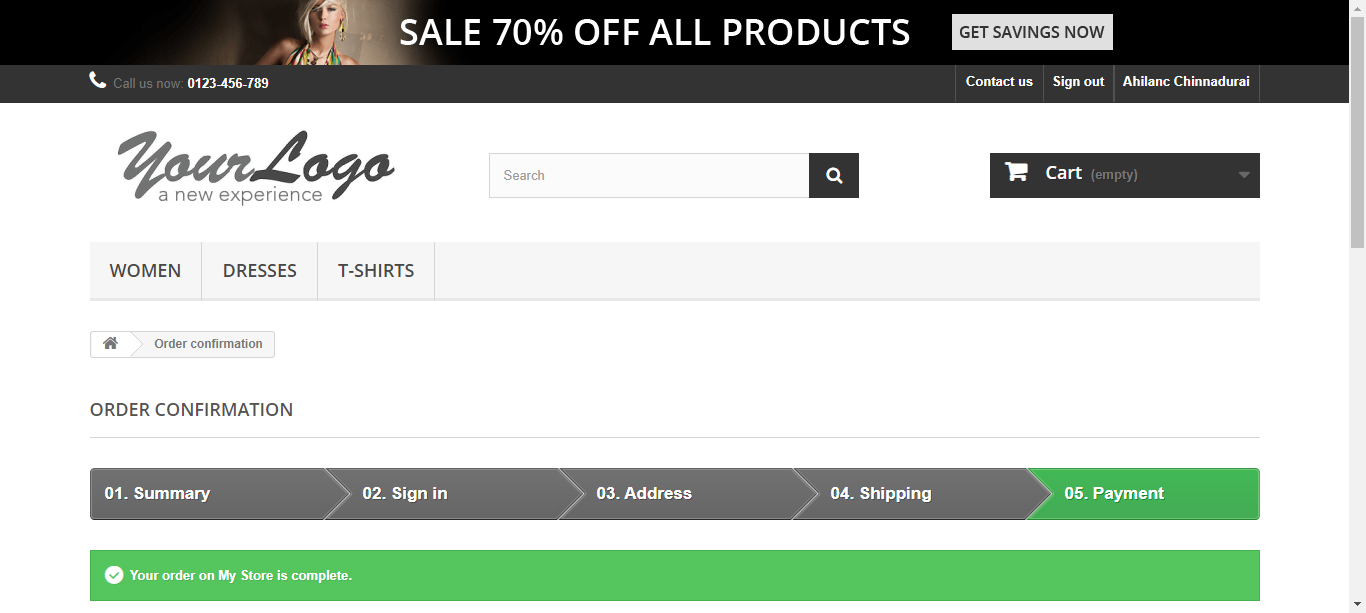 SALE 70% OFF ALL PRODUCTS GET SAVINGS NOW
Call us now: 0123-456-789 Contact us Sign out Ahilanc Chinnadurai
YourLogo
a new experience
Search
Cart (empty)
WOMEN DRESSES T-SHIRTS
Order confirmation
ORDER CONFIRMATION
01. Summary 02. Sign in 03. Address 04. Shipping 05. Payment
Your order on My Store is complete.